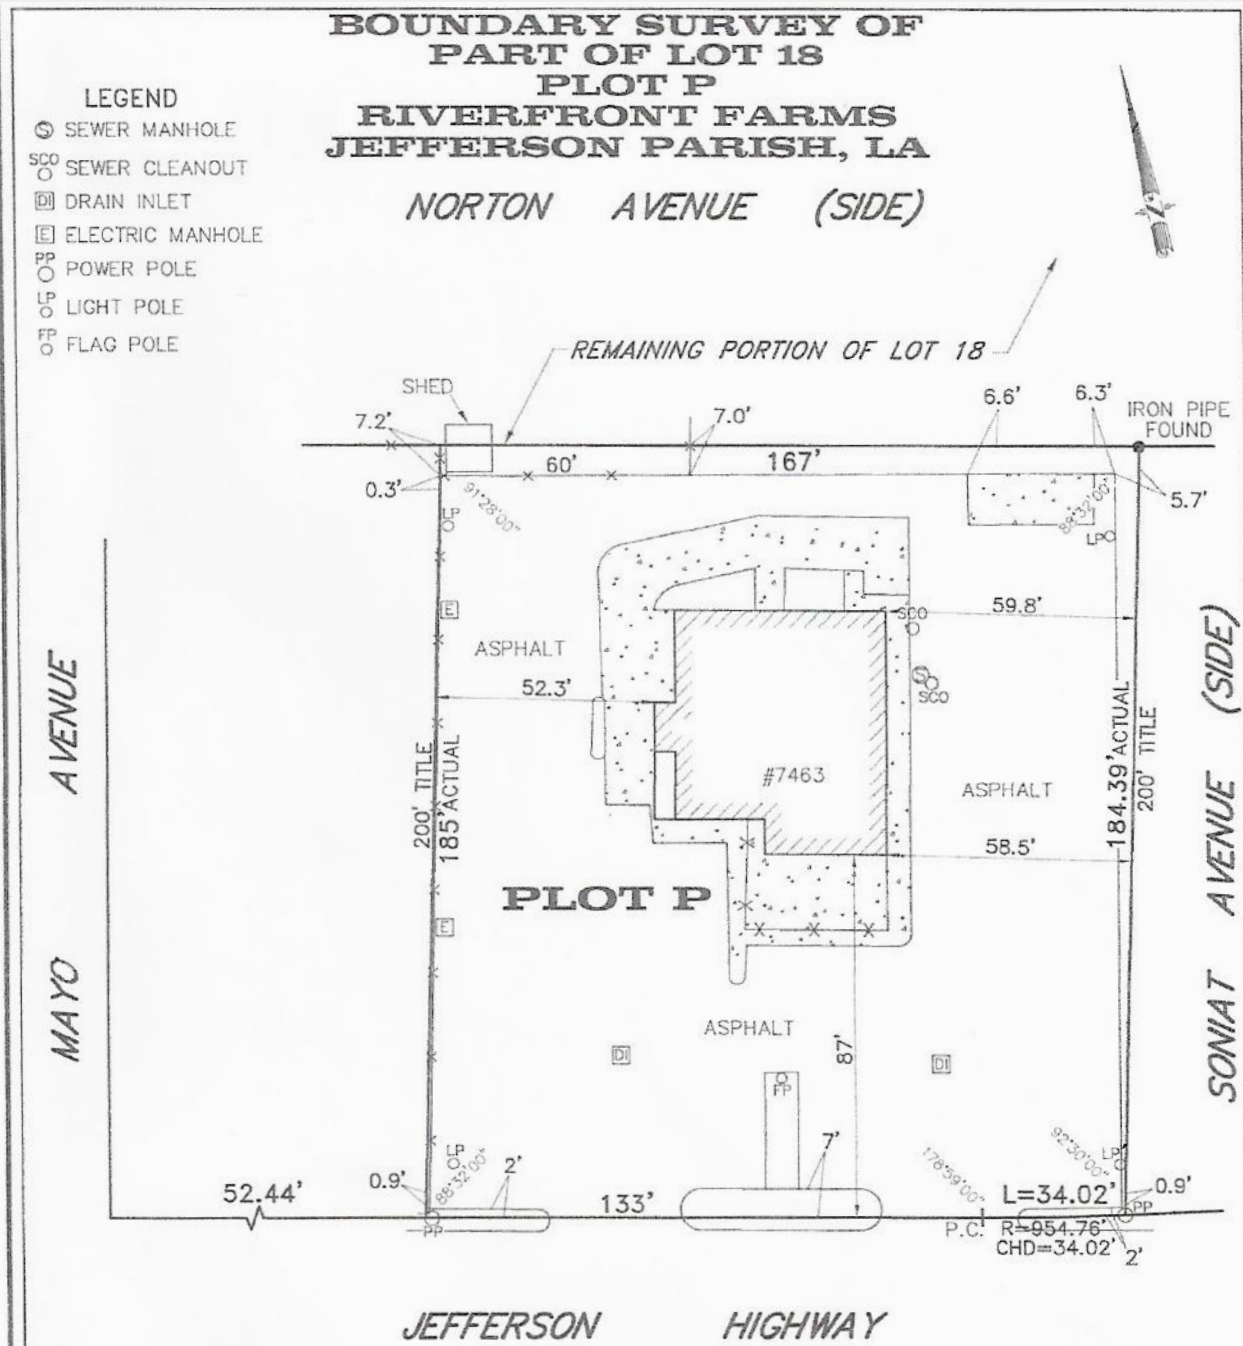 BOUNDARY SURVEY OF
PART OF LOT 18
PLOT P
RIVERFRONT FARMS
JEFFERSON PARISH, LA
LEGEND
SEWER MANHOLE
SCO SEWER CLEANOUT
DI DRAIN INLET
E ELECTRIC MANHOLE
PP POWER POLE
LP LIGHT POLE
FP FLAG POLE
NORTON AVENUE (SIDE)
REMAINING PORTION OF LOT 18
SHED
7.2'
7.0'
6.6'
6.3'
IRON PIPE
FOUND
60'
167'
0.3'
91°28'00"
88°32'00"
5.7'
LP
LP
E
SCO
59.8'
ASPHALT
52.3'
S
SCO
MAYO AVENUE
SONIAT AVENUE (SIDE)
200' TITLE
185' ACTUAL
184.39' ACTUAL
200' TITLE
#7463
ASPHALT
58.5'
PLOT P
E
ASPHALT
87'
DI
DI
FP
LP
88°32'00"
0.9'
2'
7'
178°59'00"
92°30'00"
LP
52.44'
133'
L=34.02'
0.9'
PP
PP
P.C.
R=954.76'
CHD=34.02'
2'
JEFFERSON HIGHWAY